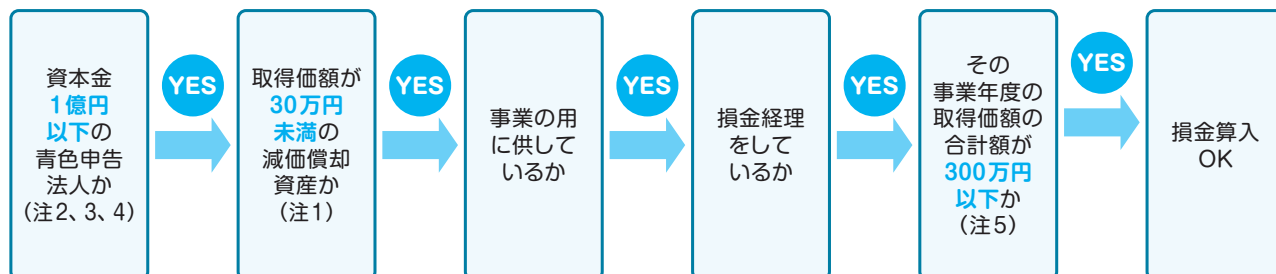 資本金
1億円
以下の
青色申告
法人か
（注2、3、4）
YES
取得価額が
30万円
未満の
減価償却
資産か
（注1）
YES
事業の用
に供して
いるか
YES
損金経理
をして
いるか
YES
その
事業年度の
取得価額の
合計額が
300万円
以下か
（注5）
YES
損金算入
OK